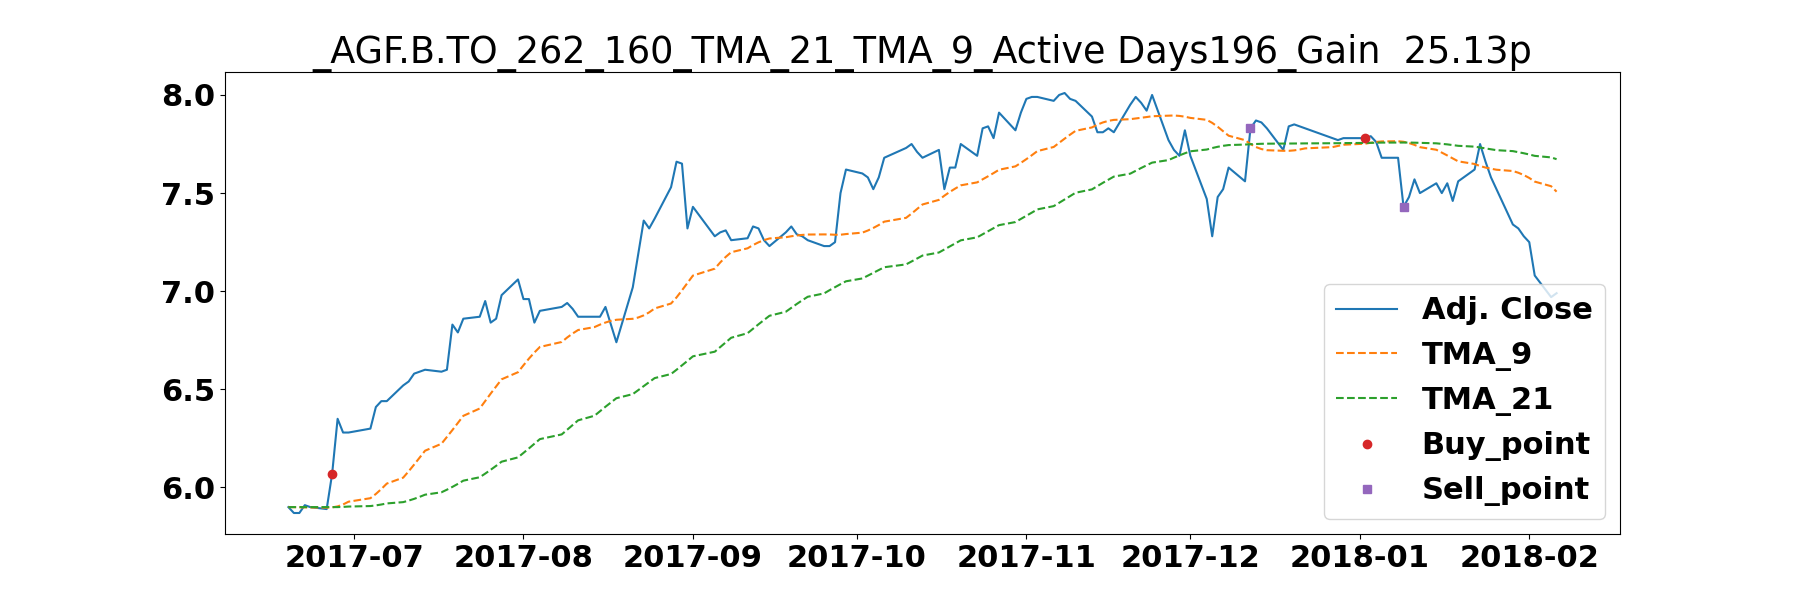 _AGF.B.TO_262_160_TMA_21_TMA_9_Active Days196_Gain  25.13p
8.0
7.5
7.0
6.5
6.0
2017-07 2017-08 2017-09 2017-10 2017-11 2017-12 2018-01 2018-02
Adj. Close
TMA_9
TMA_21
Buy_point
Sell_point